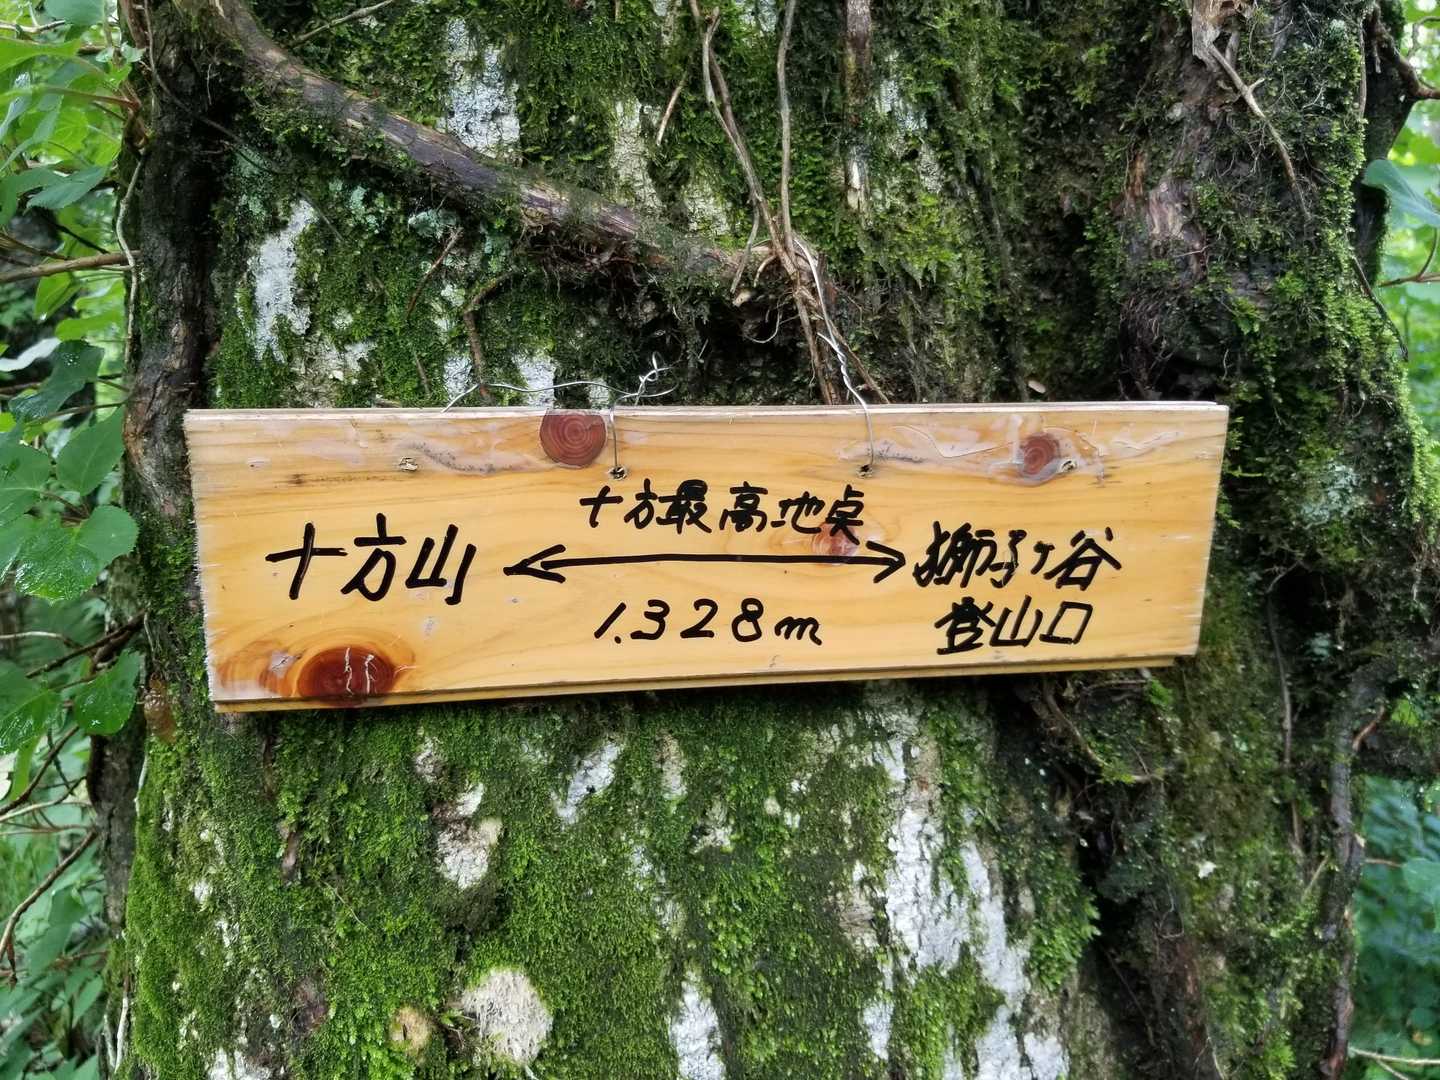 十方最高地点
十方山 ←→ 獅子ヶ谷
1.328m 登山口